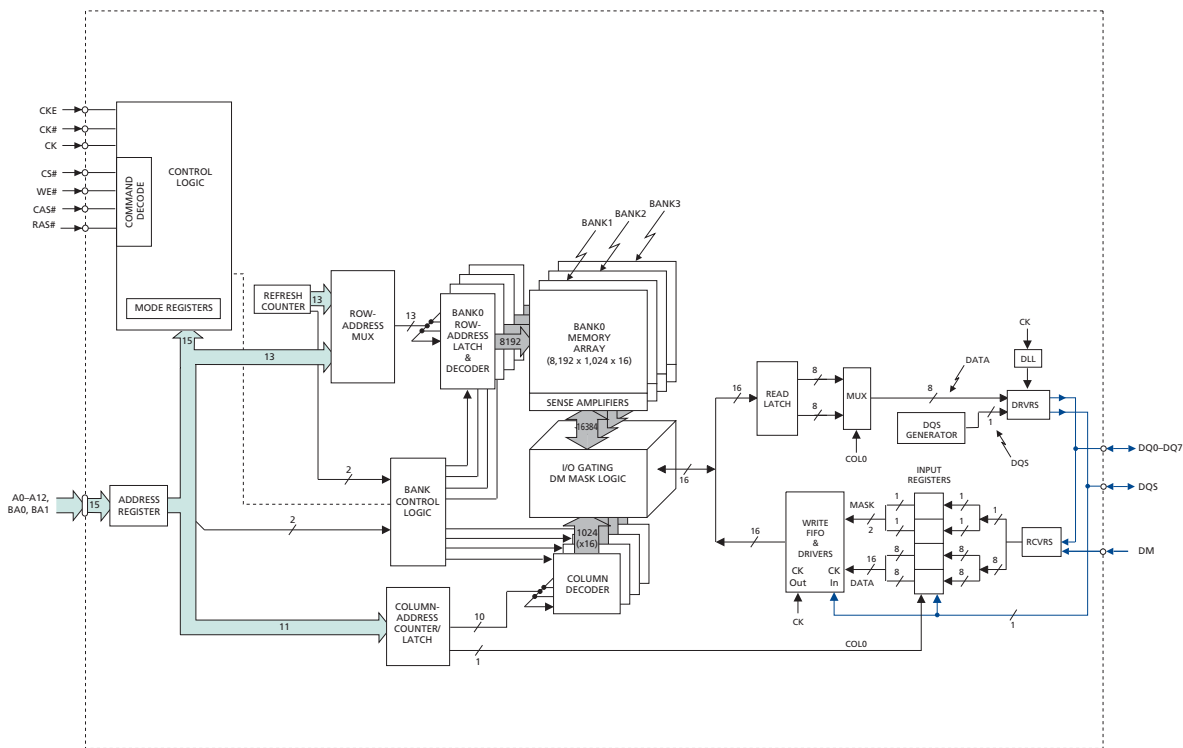 CKE
CK#
CK
CS#
WE#
CAS#
RAS#
COMMAND
DECODE
CONTROL
LOGIC
MODE REGISTERS
15
REFRESH
COUNTER
13
13
ROW-
ADDRESS
MUX
13
BANK0
ROW-
ADDRESS
LATCH
&
DECODER
8192
BANK1
BANK2
BANK3
BANK0
MEMORY
ARRAY
(8,192 x 1,024 x 16)
SENSE AMPLIFIERS
16384
I/O GATING
DM MASK LOGIC
16
1024
(x16)
COLUMN
DECODER
2
2
BANK
CONTROL
LOGIC
A0–A12,
BA0, BA1
15
ADDRESS
REGISTER
11
COLUMN-
ADDRESS
COUNTER/
LATCH
10
1
COL0
16
READ
LATCH
8
8
MUX
COL0
8
DATA
DQS
GENERATOR
1
DQS
CK
DLL
DRVRS
DQ0–DQ7
DQS
DM
INPUT
REGISTERS
16
WRITE
FIFO
&
DRIVERS
CK
Out
CK
In
CK
MASK
2
16
DATA
1
1
8
8
1
1
8
8
1
8
RCVRS
1